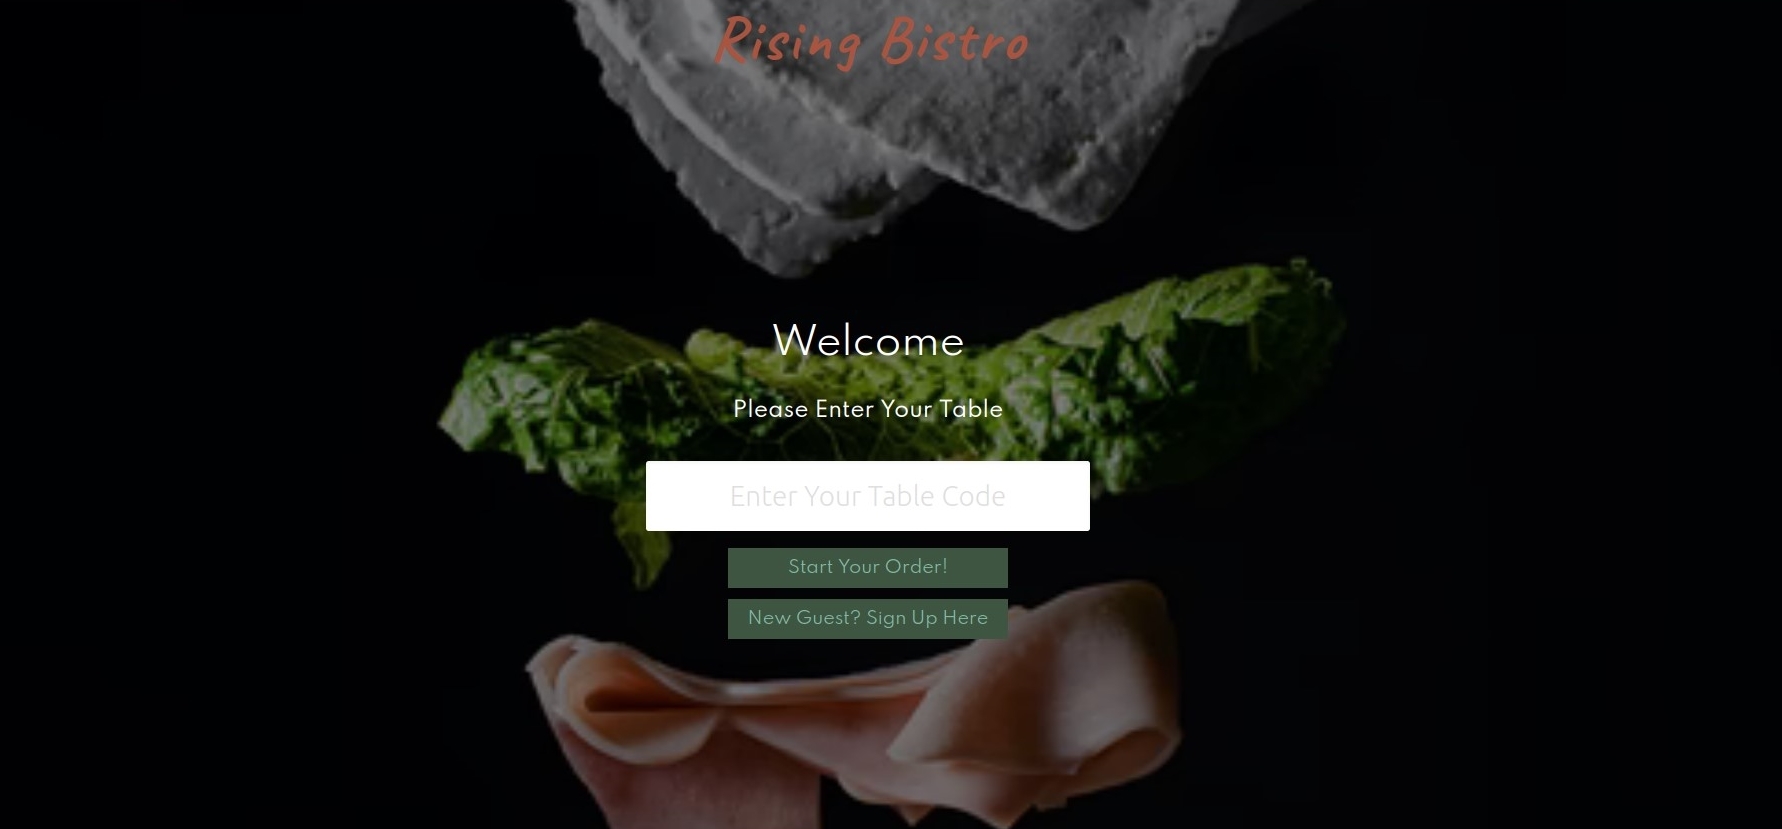 Rising Bistro
Welcome
Please Enter Your Table
Enter Your Table Code
Start Your Order!
New Guest? Sign Up Here